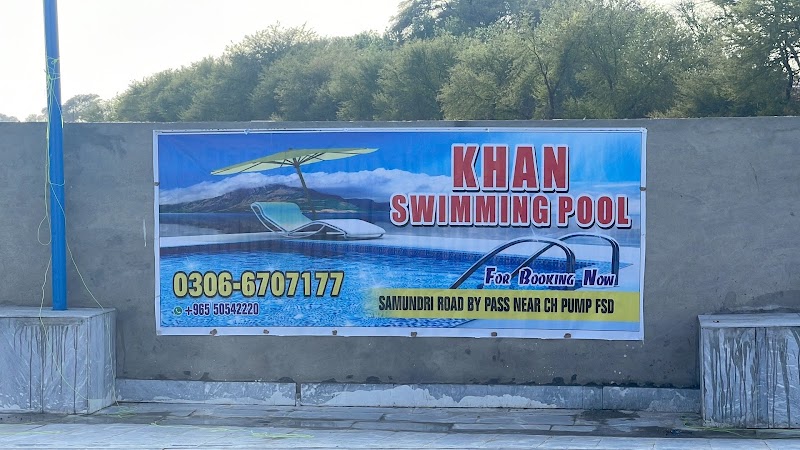 KHAN
SWIMMING POOL
FOR BOOKING NOW
0306-6707177
+965 50542220
SAMUNDRI ROAD BY PASS NEAR CH PUMP FSD